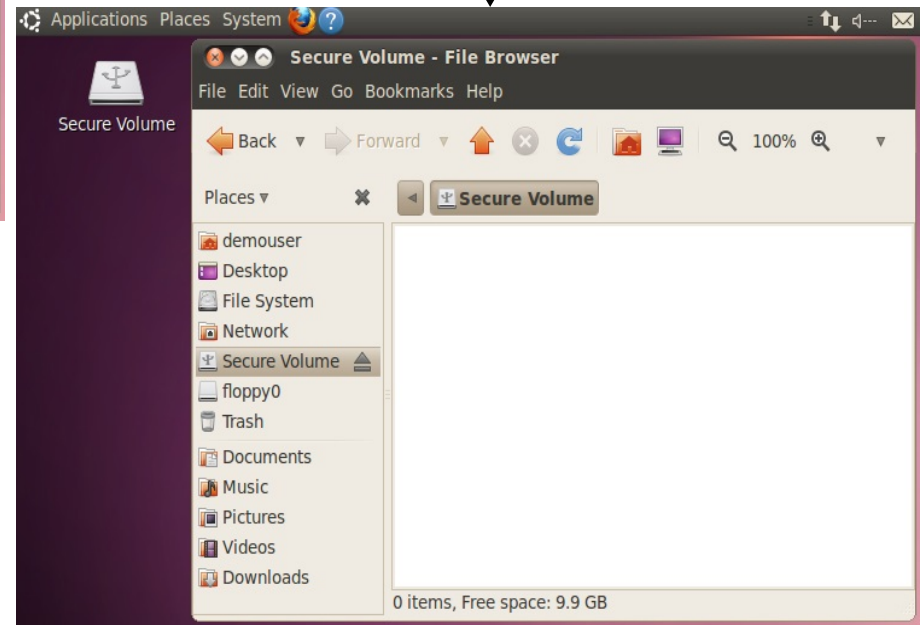 Applications Places System
Secure Volume
Secure Volume - File Browser
File Edit View Go Bookmarks Help
Back Forward 100%
Places
Secure Volume
demouser
Desktop
File System
Network
Secure Volume
floppy0
Trash
Documents
Music
Pictures
Videos
Downloads
0 items, Free space: 9.9 GB